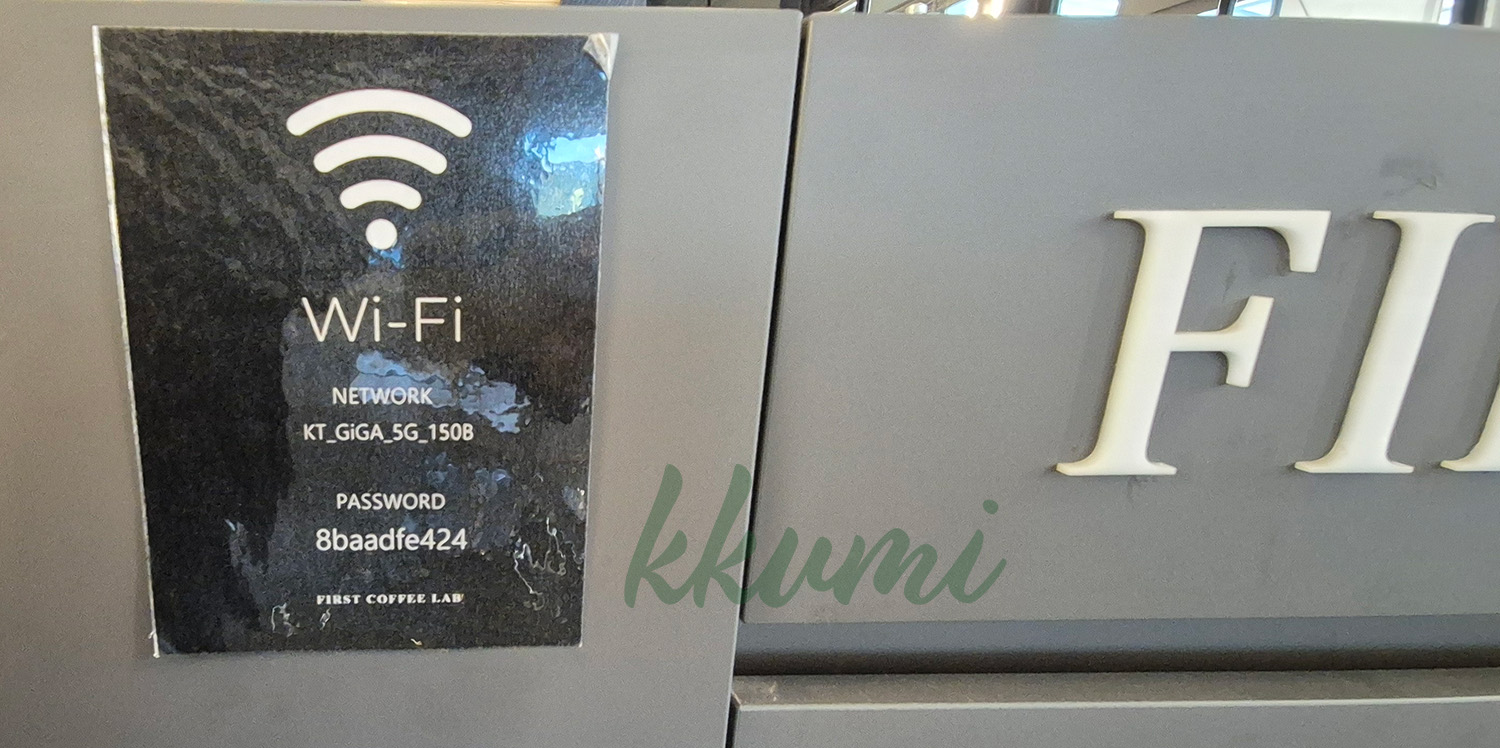 Wi-Fi
NETWORK
KT_GiGA_5G_150B
PASSWORD
8baadfe424
FIRST COFFEE LAB
FI
kkumi